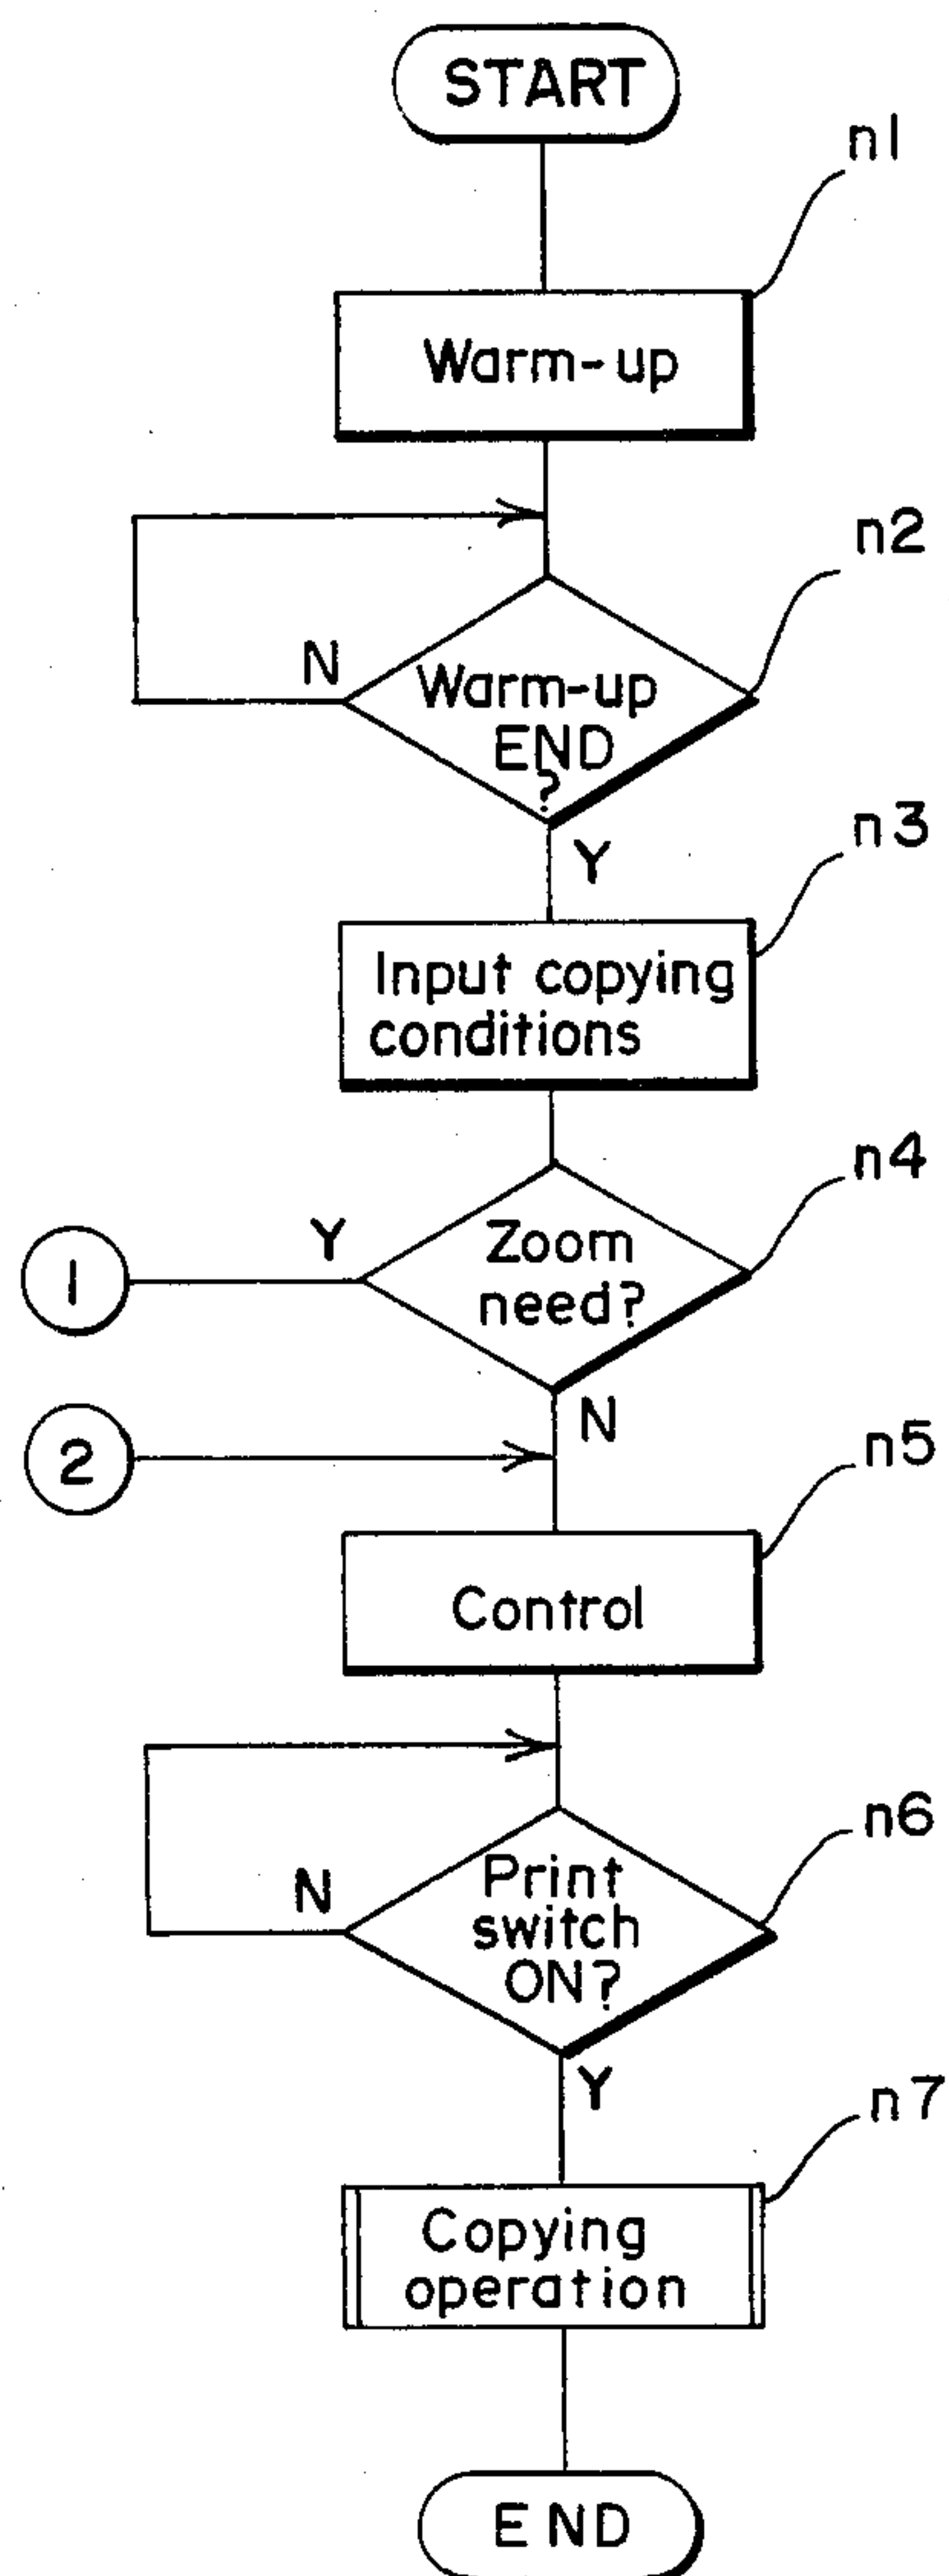 START
n1
Warm-up
n2
N
Warm-up
END
?
Y
n3
Input copying
conditions
n4
Y
Zoom
need?
1
N
2
n5
Control
n6
N
Print
switch
ON?
Y
n7
Copying
operation
END